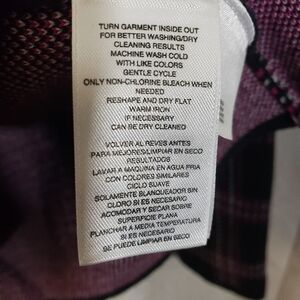 TURN GARMENT INSIDE OUT
FOR BETTER WASHING/DRY
CLEANING RESULTS
MACHINE WASH COLD
WITH LIKE COLORS
GENTLE CYCLE
ONLY NON-CHLORINE BLEACH WHEN
NEEDED
RESHAPE AND DRY FLAT
WARM IRON
IF NECESSARY
CAN BE DRY CLEANED
VOLVER AL REVES ANTES
PARA MEJORES/LIMPIAR EN SECO
RESULTADOS
LAVAR A MAQUINA EN AGUA FRIA
CON COLORES SIMILARES
CICLO SUAVE
SOLAMENTE BLANQUEADOR SIN
CLORO SI ES NECESARIO
ACOMODAR Y SECAR SOBRE
SUPERFICIE PLANA
PLANCHAR A MEDIA TEMPERATURA
SI ES NECESARIO
SE PUEDE LIMPIAR EN SECO